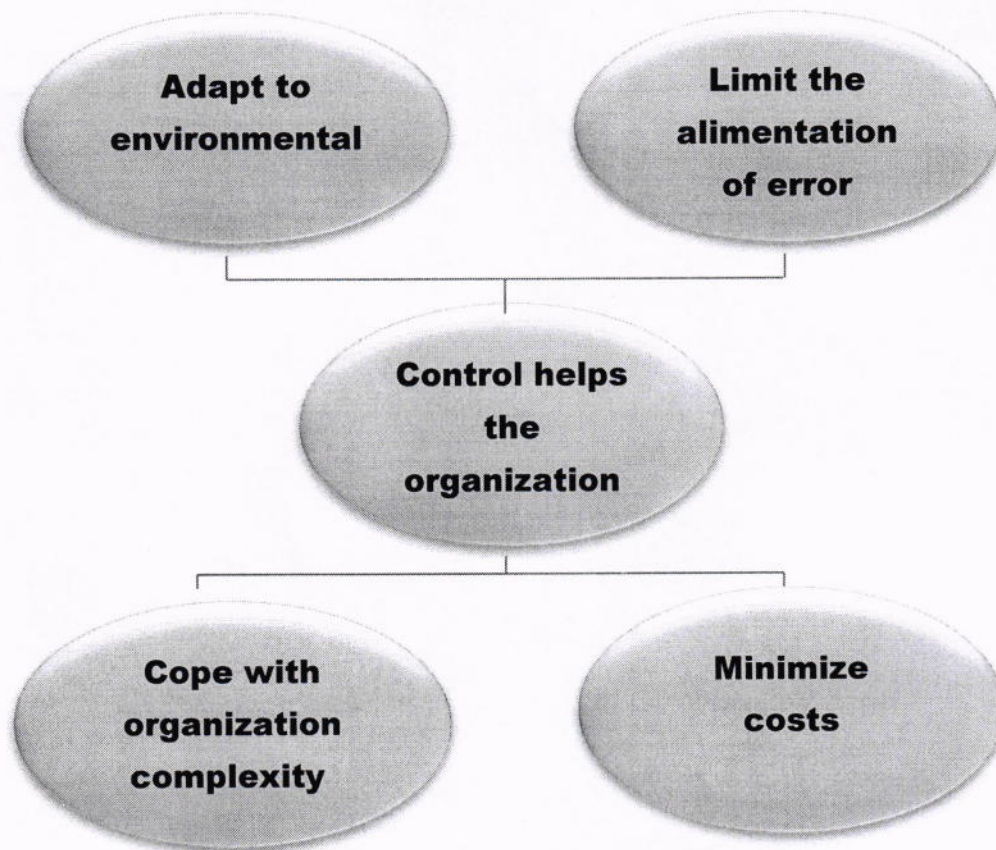 Adapt to
environmental
Limit the
alimentation
of error
Control helps
the
organization
Cope with
organization
complexity
Minimize
costs